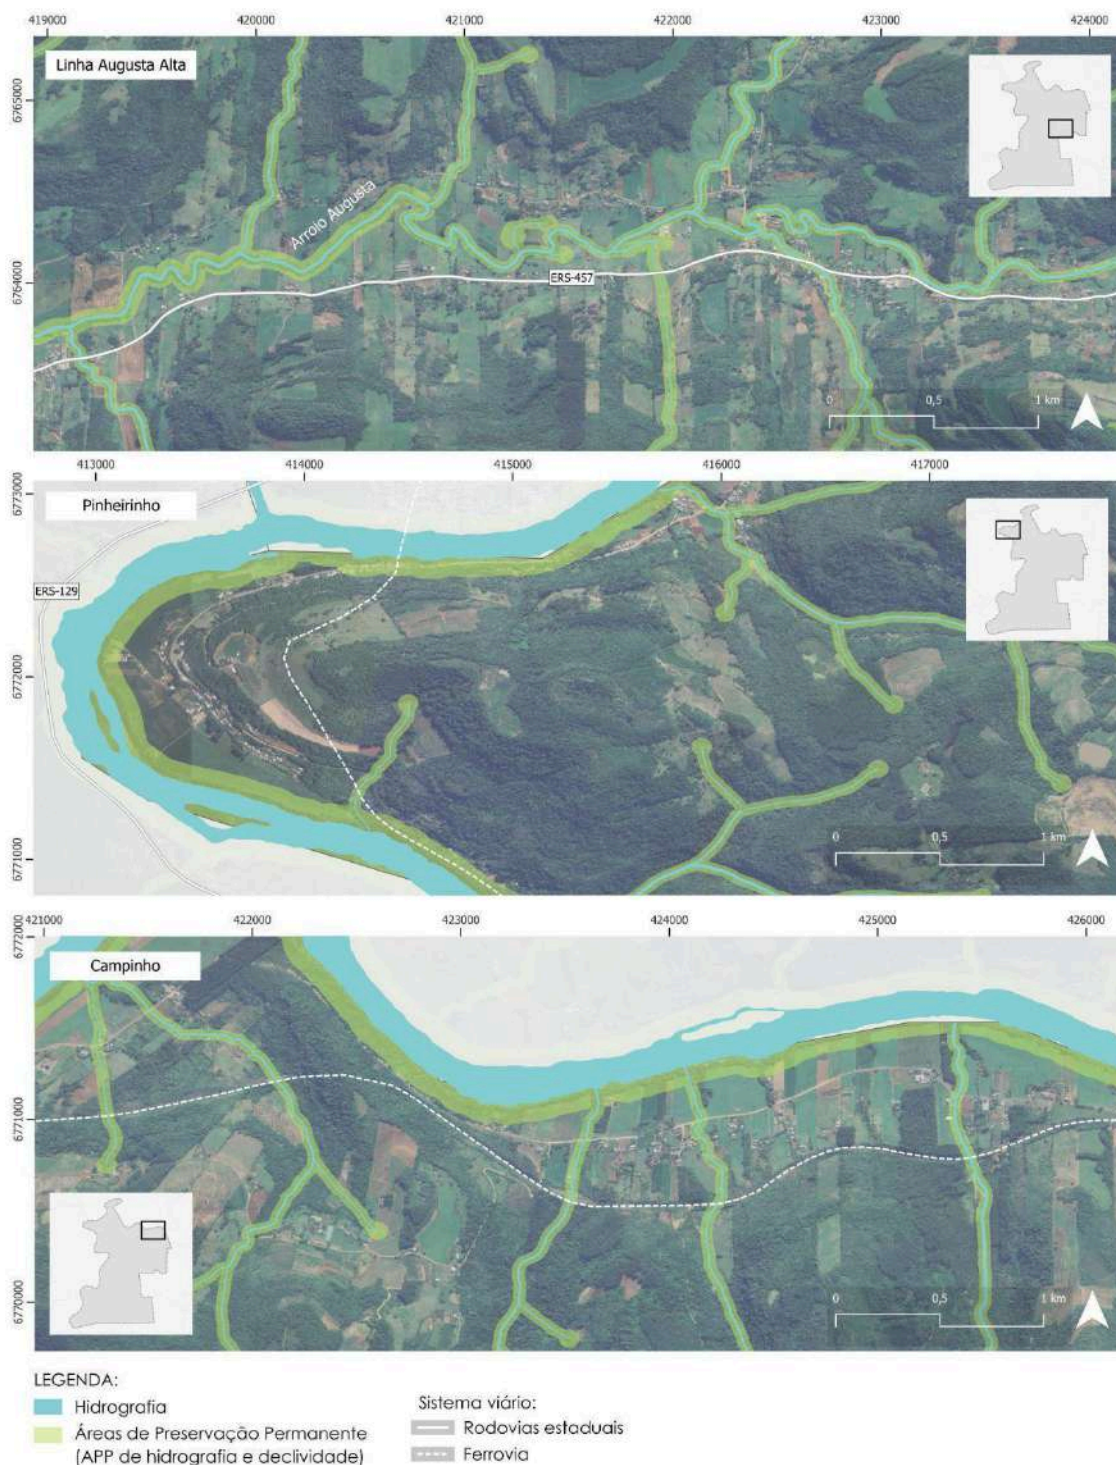 419000 420000 421000 422000 423000 424000
Linha Augusta Alta
6765000
Arroio Augusta
6764000
ERS-457
0 0,5 1 km
413000 414000 415000 416000 417000
6773000
Pinheirinho
ERS-129
6772000
6771000
0 0,5 1 km
421000 422000 423000 424000 425000 426000
6772000
Campinho
6771000
6770000
0 0,5 1 km
LEGENDA:
Hidrografia
Áreas de Preservação Permanente
(APP de hidrografia e declividade)
Sistema viário:
Rodovias estaduais
Ferrovia